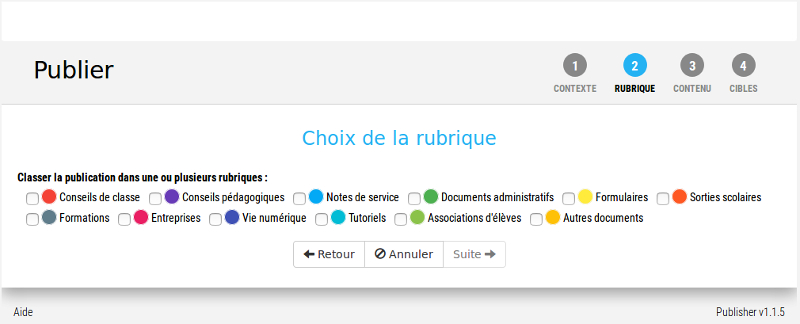 Publier
1 2 3 4
CONTEXTE RUBRIQUE CONTENU CIBLES
Choix de la rubrique
Classer la publication dans une ou plusieurs rubriques :
Conseils de classe Conseils pédagogiques Notes de service Documents administratifs Formulaires Sorties scolaires
Formations Entreprises Vie numérique Tutoriels Associations d'élèves Autres documents
Retour Annuler Suite
Aide Publisher v1.1.5